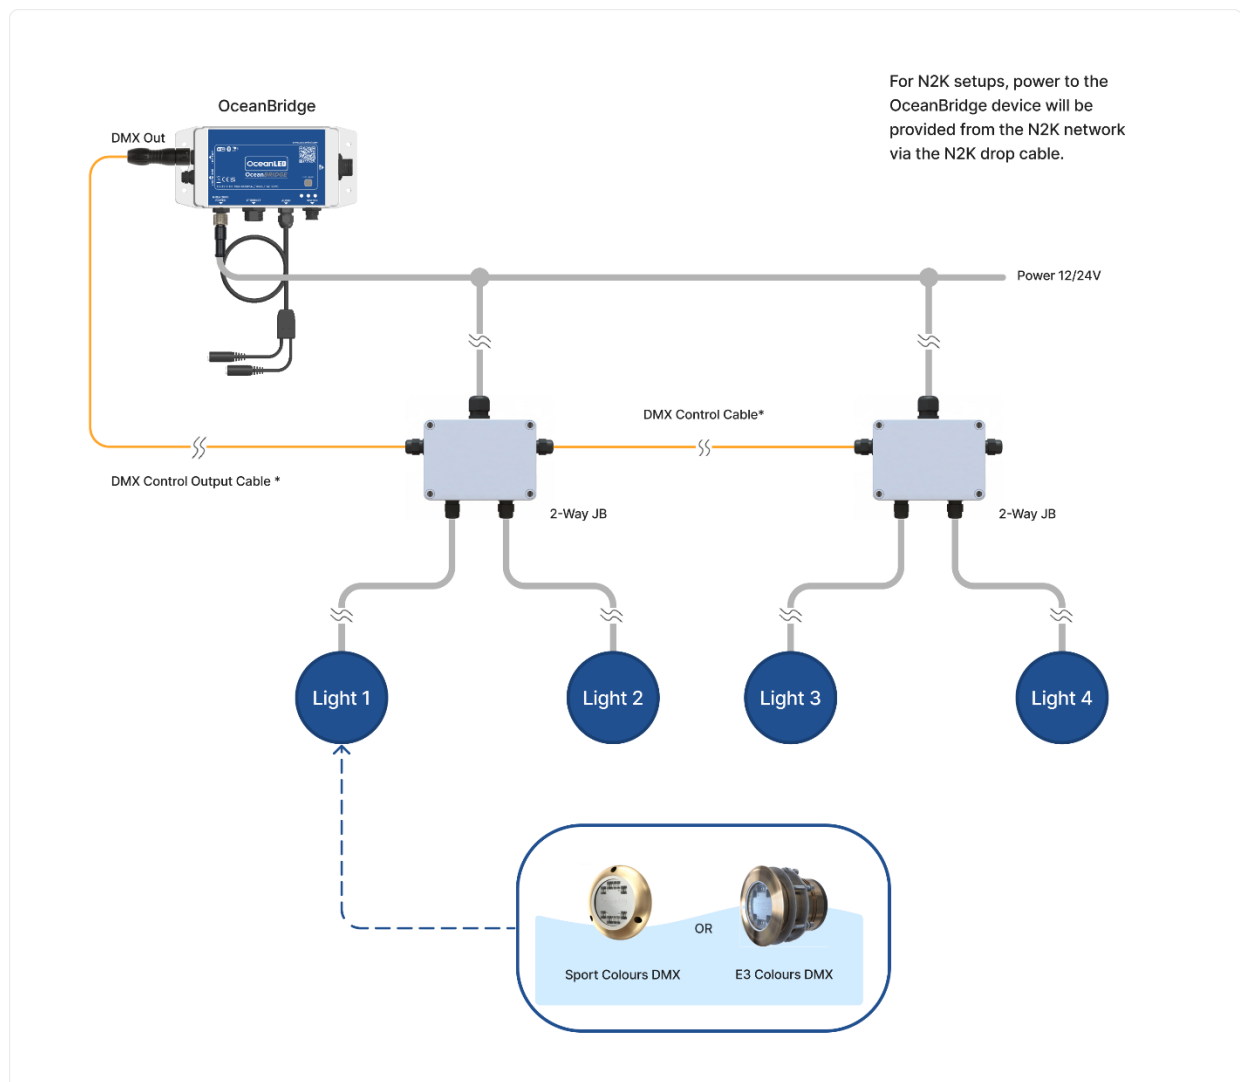 For N2K setups, power to the
OceanBridge device will be
provided from the N2K network
via the N2K drop cable.
OceanBridge
DMX Out
OceanLED
OceanBRIDGE
Power 12/24V
DMX Control Cable*
DMX Control Output Cable *
2-Way JB
2-Way JB
Light 1
Light 2
Light 3
Light 4
OR
Sport Colours DMX
E3 Colours DMX